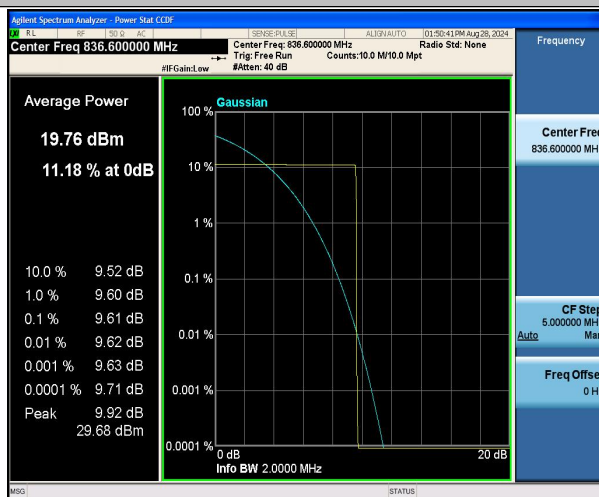 Agilent Spectrum Analyzer - Power Stat CCDF
LXI RL RF 50 Ω AC SENSE:PULSE ALIGNAUTO 01:50:41PM Aug 28, 2024
Center Freq 836.600000 MHz
Center Freq: 836.600000 MHz Radio Std: None
Trig: Free Run Counts:10.0 M/10.0 Mpt
#IFGain:Low #Atten: 40 dB
Frequency
Average Power
19.76 dBm
11.18 % at 0dB
10.0 % 9.52 dB
1.0 % 9.60 dB
0.1 % 9.61 dB
0.01 % 9.62 dB
0.001 % 9.63 dB
0.0001 % 9.71 dB
Peak 9.92 dB
29.68 dBm
Gaussian
100 %
10 %
1 %
0.1 %
0.01 %
0.001 %
0.0001 %
0 dB 20 dB
Info BW 2.0000 MHz
Center Fre
836.600000 MH
CF Step
5.000000 MH
Auto Ma
Freq Offse
0 H
MSG STATUS